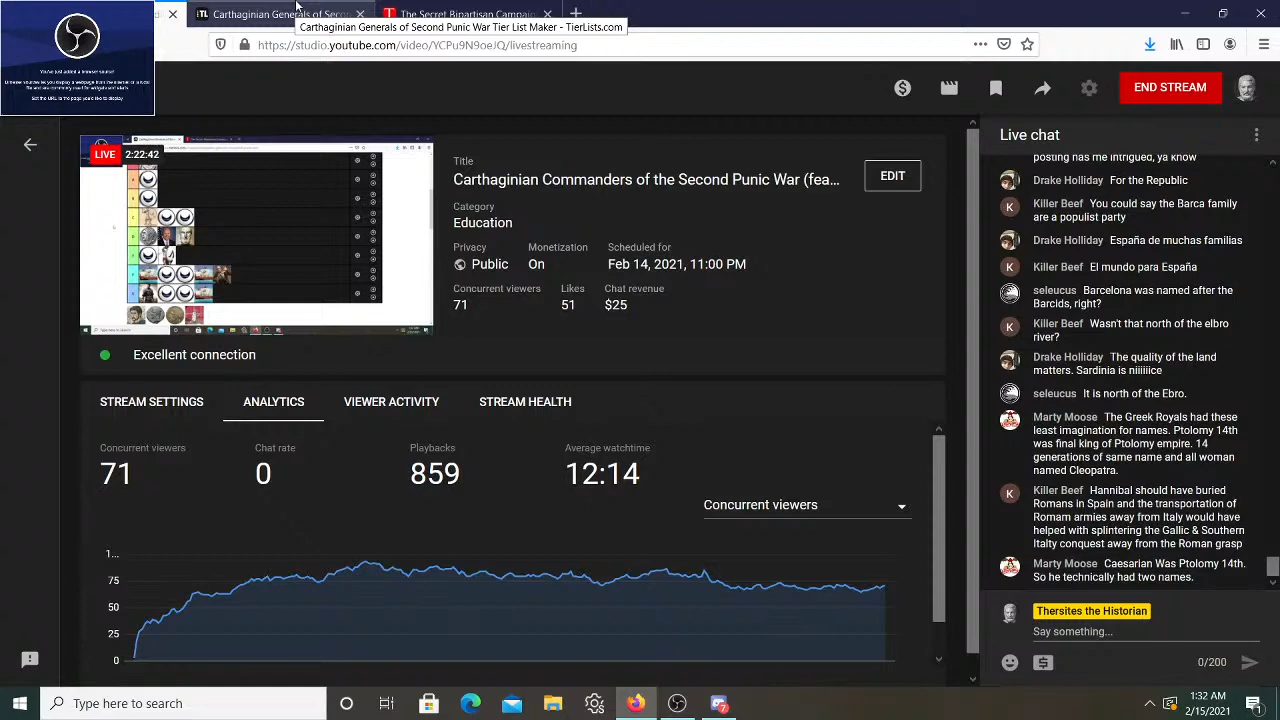 You've just added a browser source!
Carthaginian Generals of Secon
The Secret Bipartisan Campaign
Carthaginian Generals of Second Punic War Tier List Maker - TierLists.com
https://studio.youtube.com/video/YCPu9N9oeJQ/livestreaming
END STREAM
LIVE 2:22:42
Title
Carthaginian Commanders of the Second Punic War (fea...
EDIT
Category
Education
Privacy Monetization Scheduled for
Public On Feb 14, 2021, 11:00 PM
Concurrent viewers Likes Chat revenue
71 51 $25
Excellent connection
STREAM SETTINGS ANALYTICS VIEWER ACTIVITY STREAM HEALTH
Concurrent viewers Chat rate Playbacks Average watchtime
71 0 859 12:14
Concurrent viewers
1...
75
50
25
0
Live chat
posting has me intrigued, ya know
Drake Holliday For the Republic
Killer Beef You could say the Barca family
are a populist party
Drake Holliday España de muchas familias
Killer Beef El mundo para España
seleucus Barcelona was named after the
Barcids, right?
Killer Beef Wasn't that north of the elbro
river?
Drake Holliday The quality of the land
matters. Sardinia is niiiiiice
seleucus It is north of the Ebro.
Marty Moose The Greek Royals had these
least imagination for names. Ptolomy 14th
was final king of Ptolomy empire. 14
generations of same name and all woman
named Cleopatra.
Killer Beef Hannibal should have buried
Romans in Spain and the transportation of
Romam armies away from Italy would have
helped with splintering the Gallic & Southern
Italty conquest away from the Roman grasp
Marty Moose Caesarian Was Ptolomy 14th.
So he technically had two names.
Thersites the Historian
Say something...
0/200
Type here to search
1:32 AM
2/15/2021